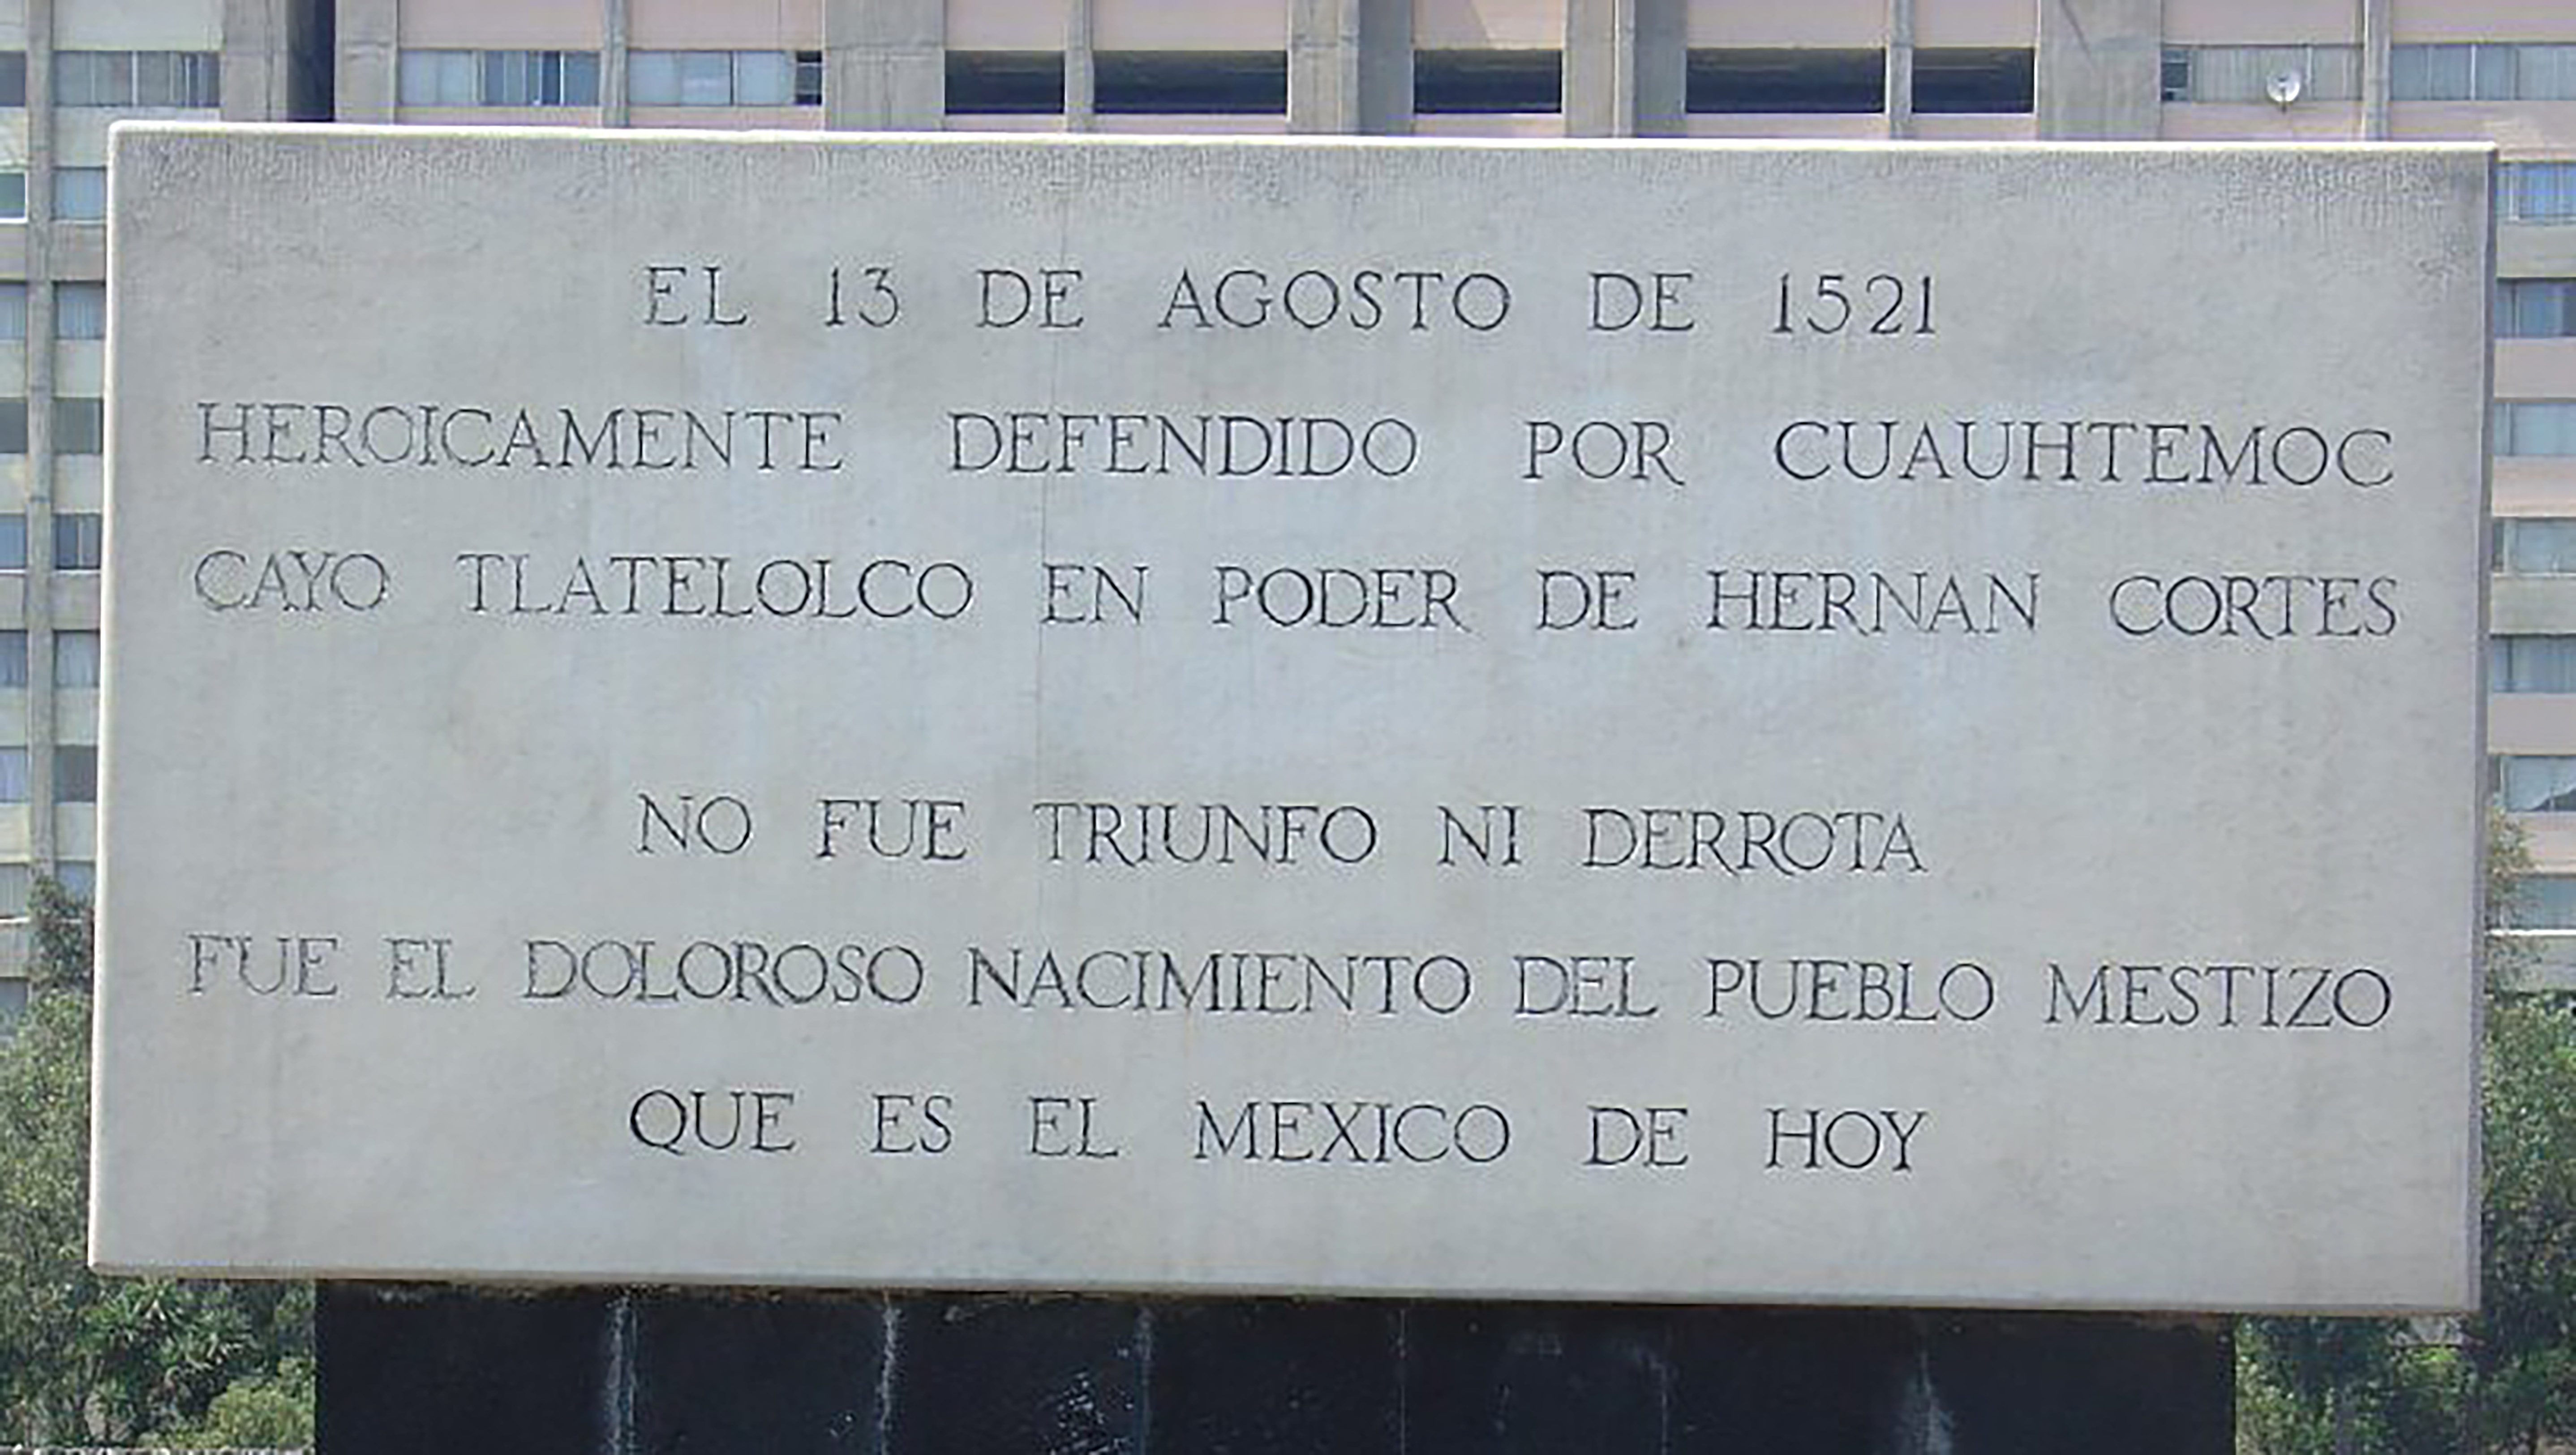 EL 13 DE AGOSTO DE 1521
HEROICAMENTE DEFENDIDO POR CUAUHTEMOC
CAYO TLATELOLCO EN PODER DE HERNAN CORTES
NO FUE TRIUNFO NI DERROTA
FUE EL DOLOROSO NACIMIENTO DEL PUEBLO MESTIZO
QUE ES EL MEXICO DE HOY